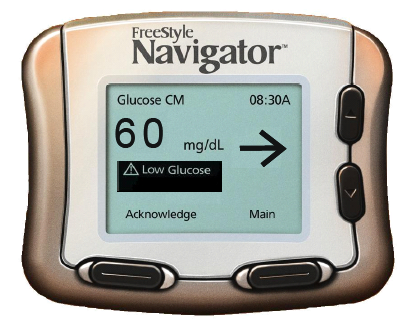 FreeStyle
Navigator™
Glucose CM 08:30A
60 mg/dL
⚠ Low Glucose
Acknowledge Main